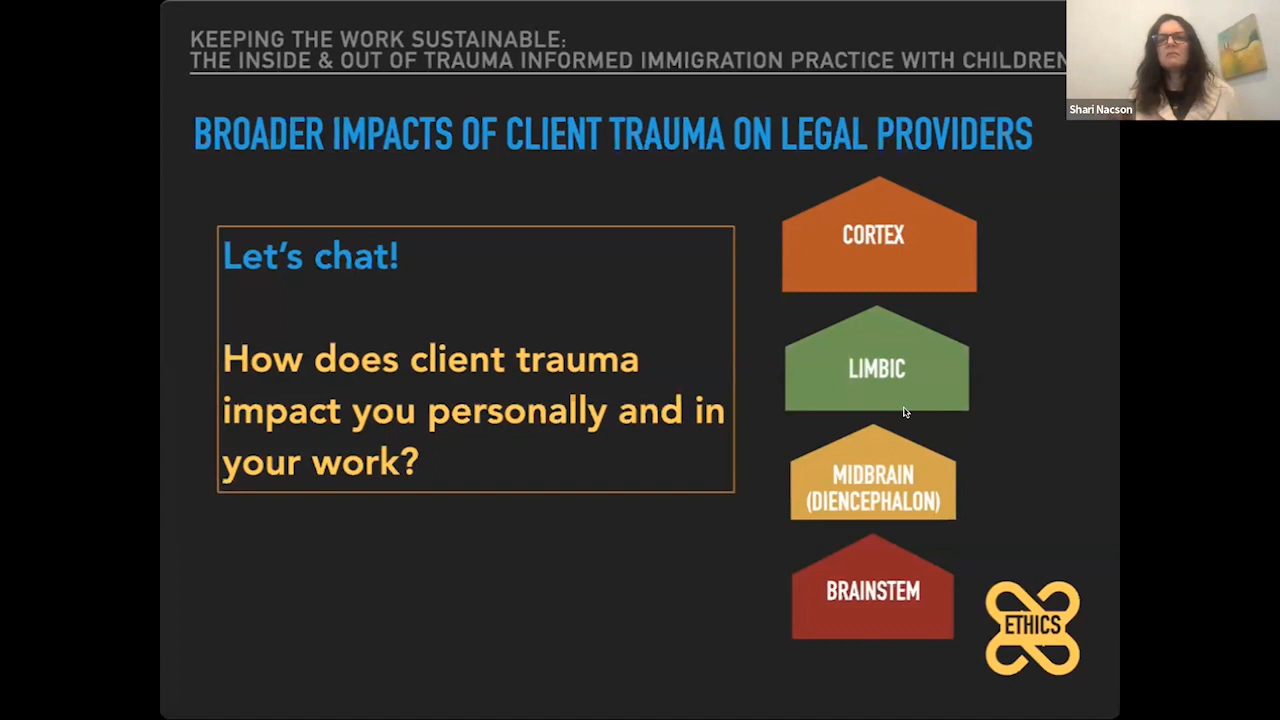 KEEPING THE WORK SUSTAINABLE:
THE INSIDE & OUT OF TRAUMA INFORMED IMMIGRATION PRACTICE WITH CHILDREN
Shari Nacson
BROADER IMPACTS OF CLIENT TRAUMA ON LEGAL PROVIDERS
Let's chat!
How does client trauma
impact you personally and in
your work?
CORTEX
LIMBIC
MIDBRAIN
(DIENCEPHALON)
BRAINSTEM
ETHICS